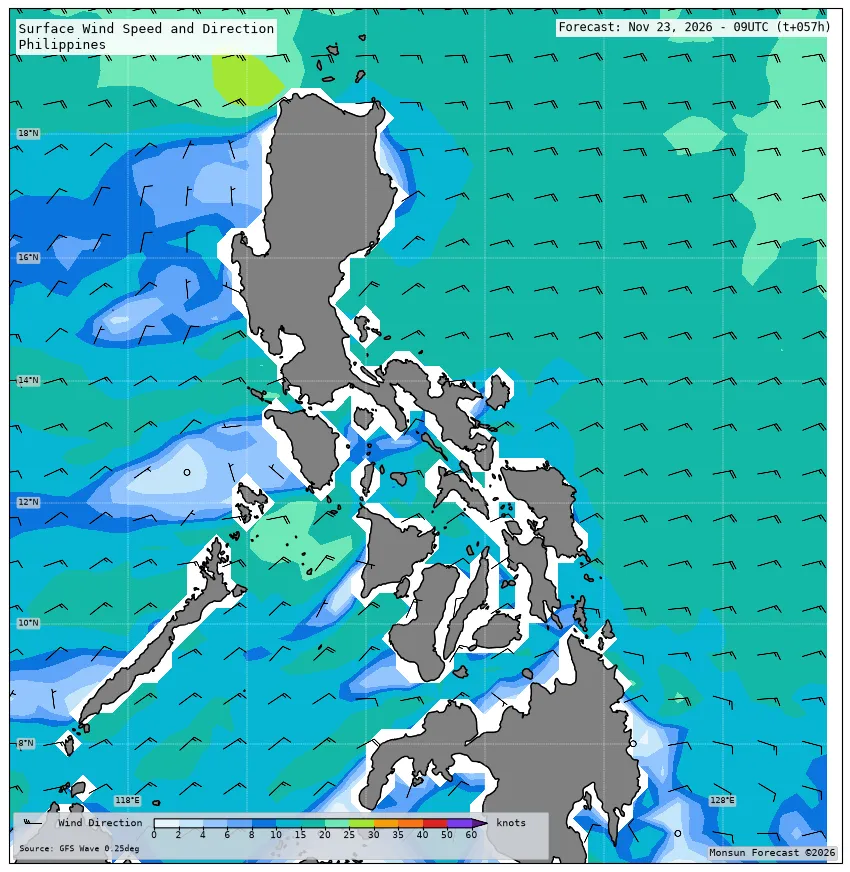 Surface Wind Speed and Direction
Philippines
Forecast: Nov 23, 2026 - 09UTC (t+057h)
18°N
16°N
14°N
12°N
10°N
8°N
118°E
128°E
Wind Direction
0 2 4 6 8 10 15 20 25 30 35 40 50 60
knots
Source: GFS Wave 0.25deg
Monsun Forecast ©2026